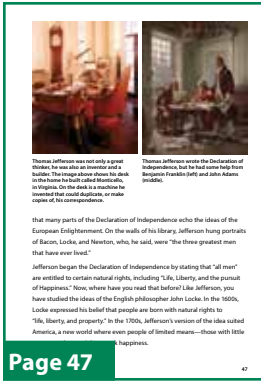 Thomas Jefferson was not only a great
thinker, he was also an inventor and a
builder. The image above shows his desk
in the home he built called Monticello,
in Virginia. On the desk is a machine he
invented that could duplicate, or make
copies of, his correspondence.
Thomas Jefferson wrote the Declaration of
Independence, but he had some help from
Benjamin Franklin (left) and John Adams
(middle).
that many parts of the Declaration of Independence echo the ideas of the
European Enlightenment. On the walls of his library, Jefferson hung portraits
of Bacon, Locke, and Newton, who, he said, were “the three greatest men
that have ever lived.”
Jefferson began the Declaration of Independence by stating that “all men”
are entitled to certain natural rights, including “Life, Liberty, and the pursuit
of Happiness.” Now, where have you read that before? Like Jefferson, you
have studied the ideas of the English philosopher John Locke. In the 1600s,
Locke expressed his belief that people are born with natural rights to
“life, liberty, and property.” In the 1700s, Jefferson’s version of the idea suited
America, a new world where even people of limited means—those with little
happiness.
Page 47
47